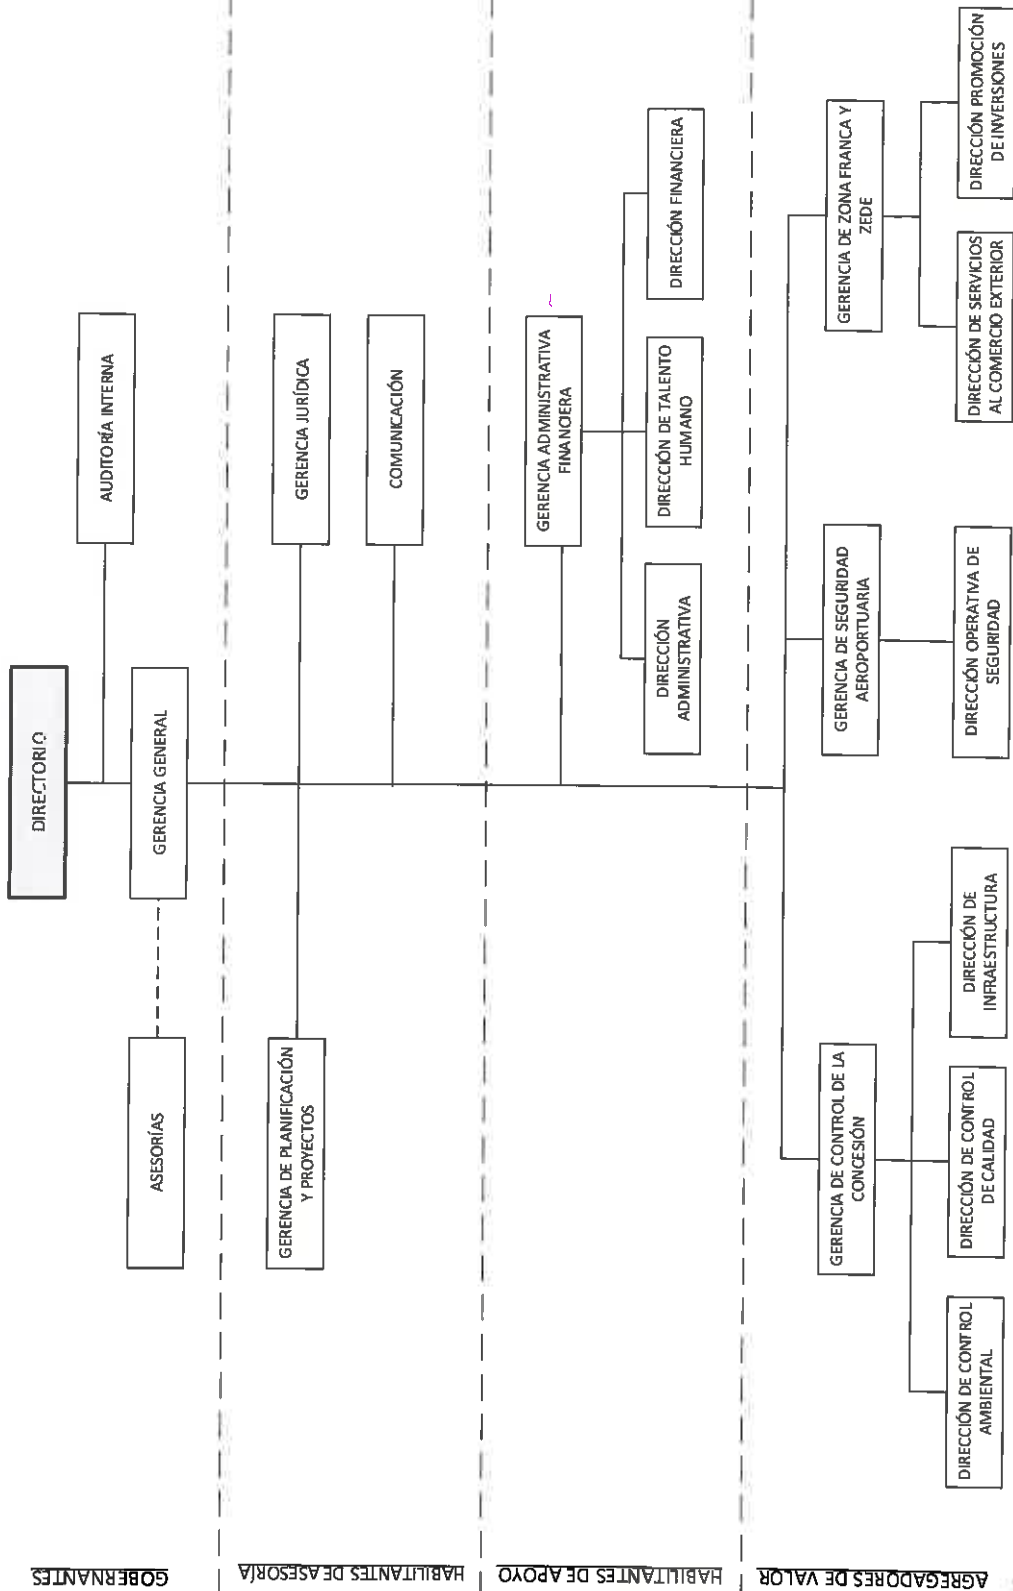 GOBERNANTES
DIRECTORIO
AUDITORÍA INTERNA
GERENCIA GENERAL
ASESORÍAS
HABILITANTES DE ASESORÍA
GERENCIA DE PLANIFICACIÓN
Y PROYECTOS
GERENCIA JURÍDICA
COMUNICACIÓN
HABILITANTES DE APOYO
GERENCIA ADMINISTRATIVA
FINANCERA
DIRECCIÓN
ADMINISTRATIVA
DIRECCIÓN DE TALENTO
HUMANO
DIRECCIÓN FINANCIERA
AGREGADORES DE VALOR
GERENCIA DE CONTROL DE LA
CONCESIÓN
GERENCIA DE SEGURIDAD
AEROPORTUARIA
GERENCIA DE ZONA FRANCA Y
ZEDE
DIRECCIÓN DE CONTROL
AMBIENTAL
DIRECCIÓN DE CONTROL
DE CALIDAD
DIRECCIÓN DE
INFRAESTRUCTURA
DIRECCIÓN OPERATIVA DE
SEGURIDAD
DIRECCIÓN DE SERVICIOS
AL COMERCIO EXTERIOR
DIRECCIÓN PROMOCIÓN
DE INVERSIONES